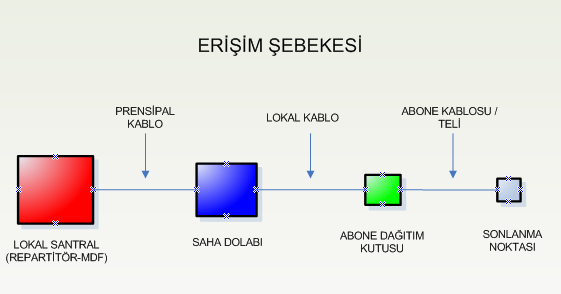 ERİŞİM ŞEBEKESİ
PRENSİPAL
KABLO
LOKAL KABLO
ABONE KABLOSU /
TELİ
LOKAL SANTRAL
(REPARTİTÖR-MDF)
SAHA DOLABI
ABONE DAĞITIM
KUTUSU
SONLANMA
NOKTASI